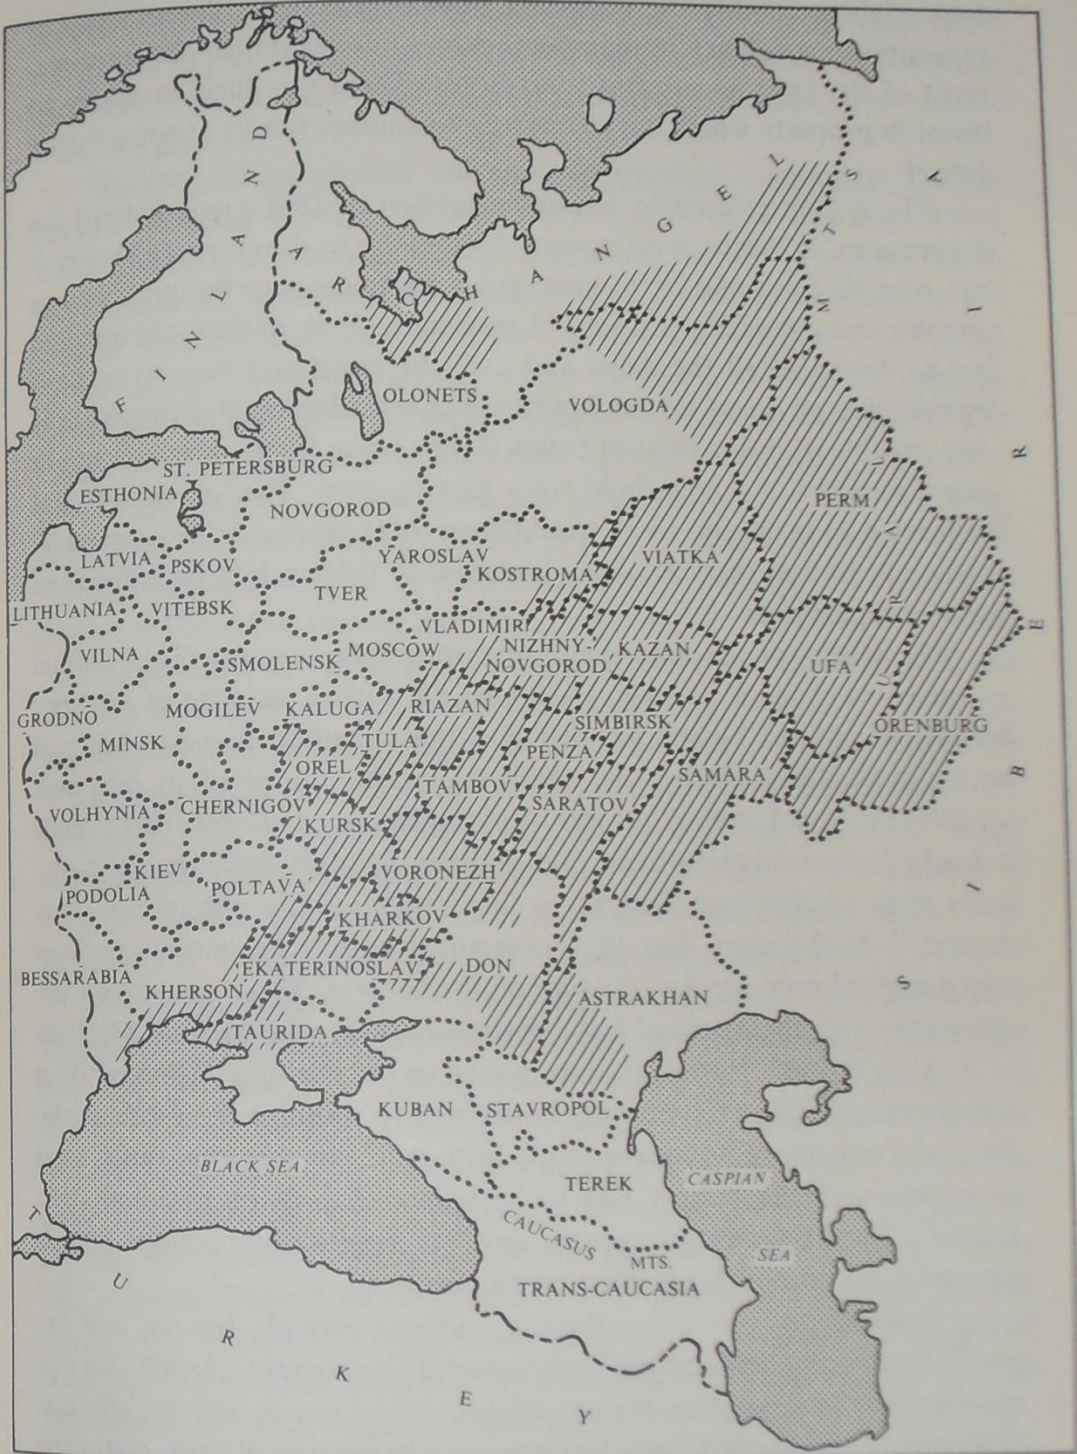 FINLAND
ARCHANGEL
URAL MTS
SIBERIA
OLONETS
VOLOGDA
ST. PETERSBURG
ESTHONIA
NOVGOROD
PERM
LATVIA
PSKOV
YAROSLAV
KOSTROMA
VIATKA
LITHUANIA
VITEBSK
TVER
VLADIMIR
VILNA
SMOLENSK
MOSCOW
NIZHNY-
NOVGOROD
KAZAN
UFA
GRODNO
MOGILEV
KALUGA
RIAZAN
SIMBIRSK
ORENBURG
MINSK
TULA
PENZA
OREL
TAMBOV
SAMARA
VOLHYNIA
CHERNIGOV
SARATOV
KURSK
KIEV
VORONEZH
PODOLIA
POLTAVA
KHARKOV
BESSARABIA
EKATERINOSLAV
DON
KHERSON
ASTRAKHAN
TAURIDA
KUBAN
STAVROPOL
BLACK SEA
TEREK
CASPIAN
SEA
CAUCASUS
MTS.
TRANS-CAUCASIA
TURKEY